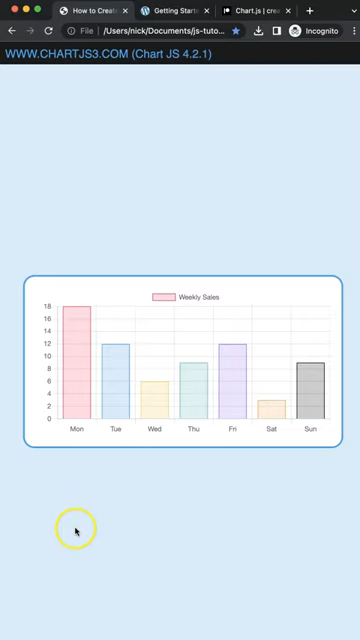 How to Create
Getting Starte
Chart.js | crea
File
/Users/nick/Documents/js-tuto...
Incognito
WWW.CHARTJS3.COM (Chart JS 4.2.1)
Weekly Sales
18
16
14
12
10
8
6
4
2
0
Mon Tue Wed Thu Fri Sat Sun